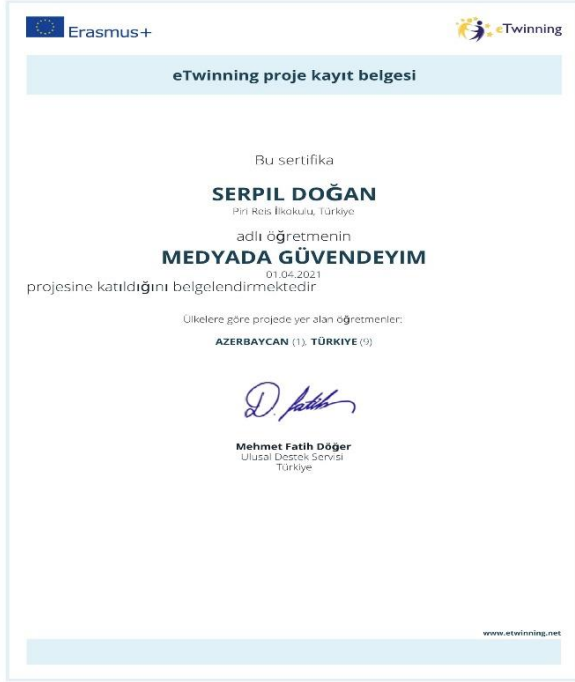 Erasmus+
eTwinning
eTwinning proje kayıt belgesi
Bu sertifika
SERPIL DOĞAN
Piri Reis İlkokulu, Türkiye
adlı öğretmenin
MEDYADA GÜVENDEYIM
01.04.2021
projesine katıldığını belgelendirmektedir
Ülkelere göre projede yer alan öğretmenler:
AZERBAYCAN (1), TÜRKIYE (9)
D. fatih
Mehmet Fatih Döğer
Ulusal Destek Servisi
Türkiye
www.etwinning.net